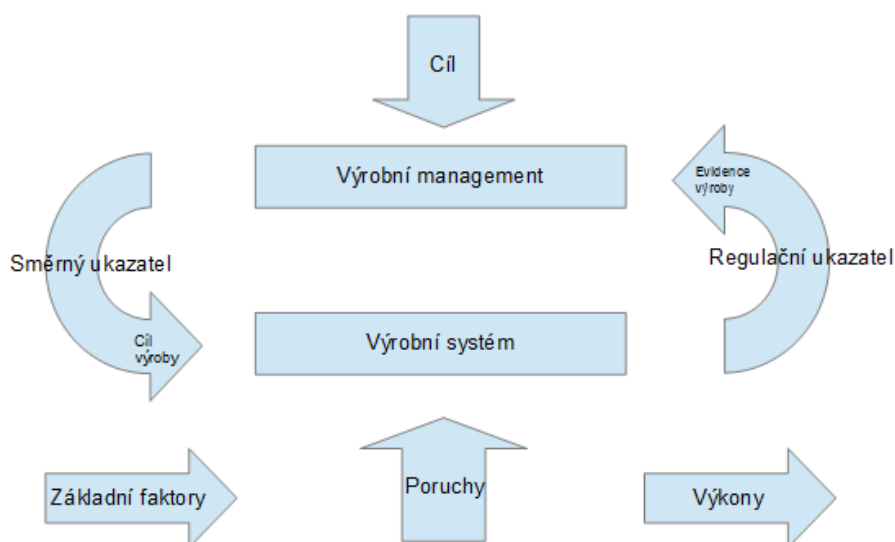 Cíl
Výrobní management
Evidence
výroby
Směrný ukazatel
Regulační ukazatel
Cíl
výroby
Výrobní systém
Základní faktory
Poruchy
Výkony